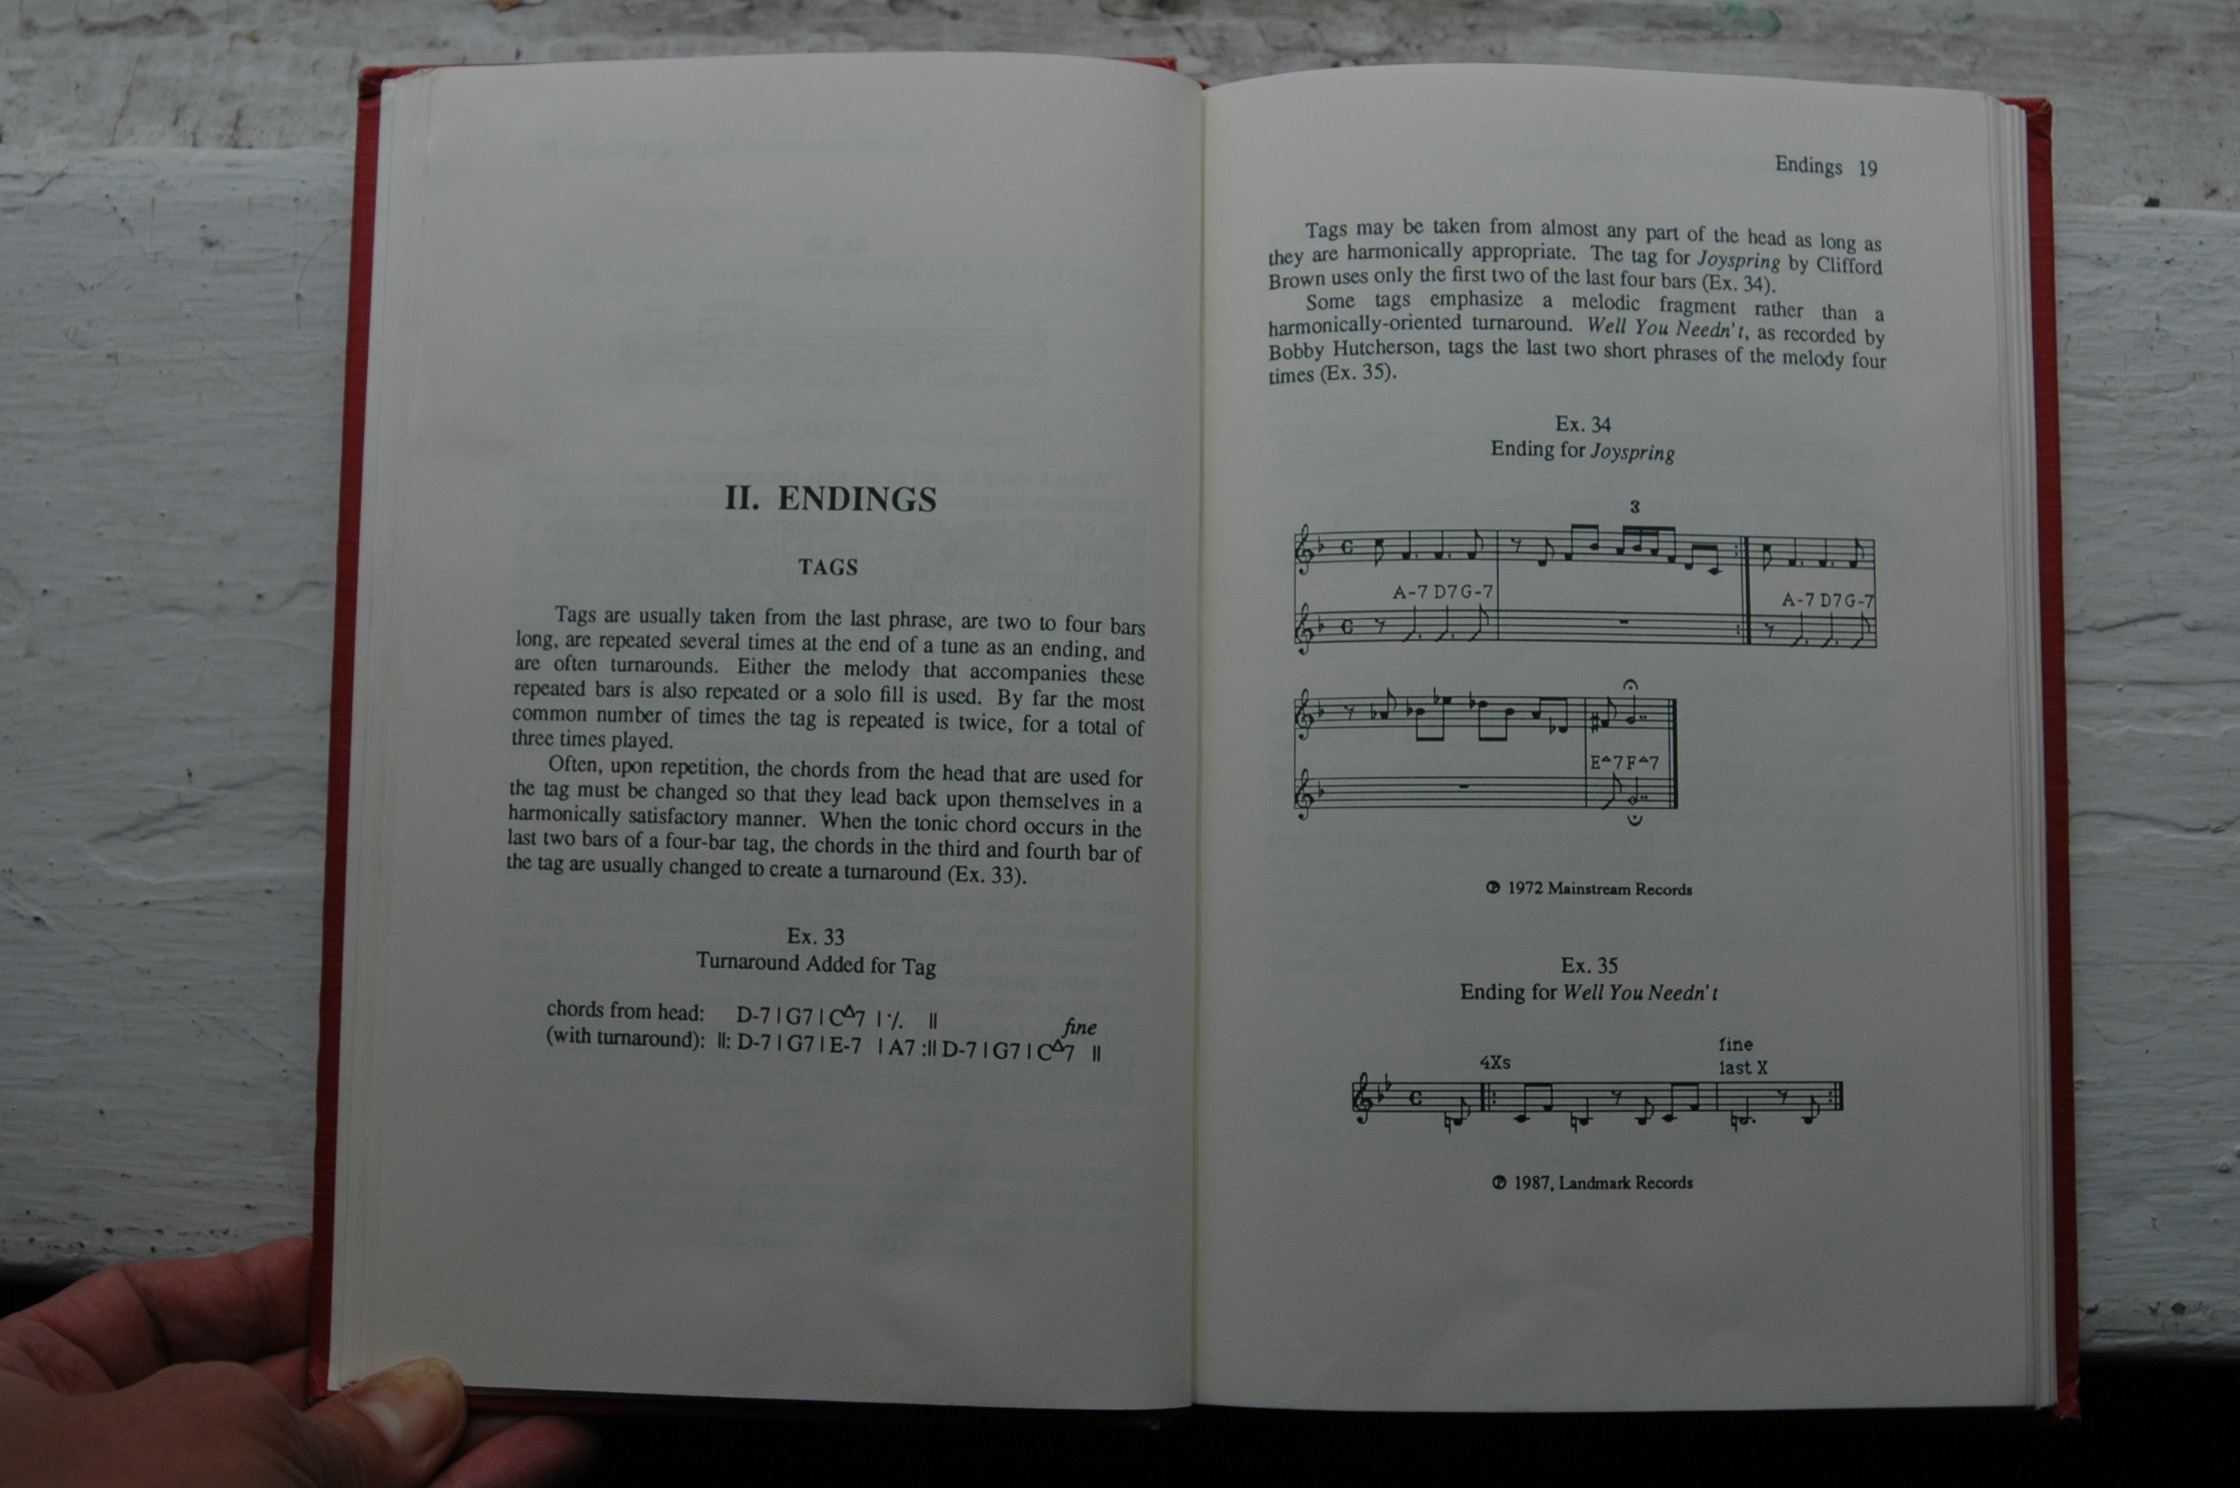 II. ENDINGS
TAGS
Tags are usually taken from the last phrase, are two to four bars
long, are repeated several times at the end of a tune as an ending, and
are often turnarounds. Either the melody that accompanies these
repeated bars is also repeated or a solo fill is used. By far the most
common number of times the tag is repeated is twice, for a total of
three times played.
Often, upon repetition, the chords from the head that are used for
the tag must be changed so that they lead back upon themselves in a
harmonically satisfactory manner. When the tonic chord occurs in the
last two bars of a four-bar tag, the chords in the third and fourth bar of
the tag are usually changed to create a turnaround (Ex. 33).
Ex. 33
Turnaround Added for Tag
chords from head: D-7 | G7 | CΔ7 | ٪ ||
fine
(with turnaround): ||: D-7 | G7 | E-7 | A7 :|| D-7 | G7 | CΔ7 ||
Endings 19
Tags may be taken from almost any part of the head as long as
they are harmonically appropriate. The tag for Joyspring by Clifford
Brown uses only the first two of the last four bars (Ex. 34).
Some tags emphasize a melodic fragment rather than a
harmonically-oriented turnaround. Well You Needn't, as recorded by
Bobby Hutcherson, tags the last two short phrases of the melody four
times (Ex. 35).
Ex. 34
Ending for Joyspring
3
A-7 D7 G-7 A-7 D7 G-7
EΔ7 FΔ7
℗ 1972 Mainstream Records
Ex. 35
Ending for Well You Needn't
fine
4Xs last X
℗ 1987, Landmark Records